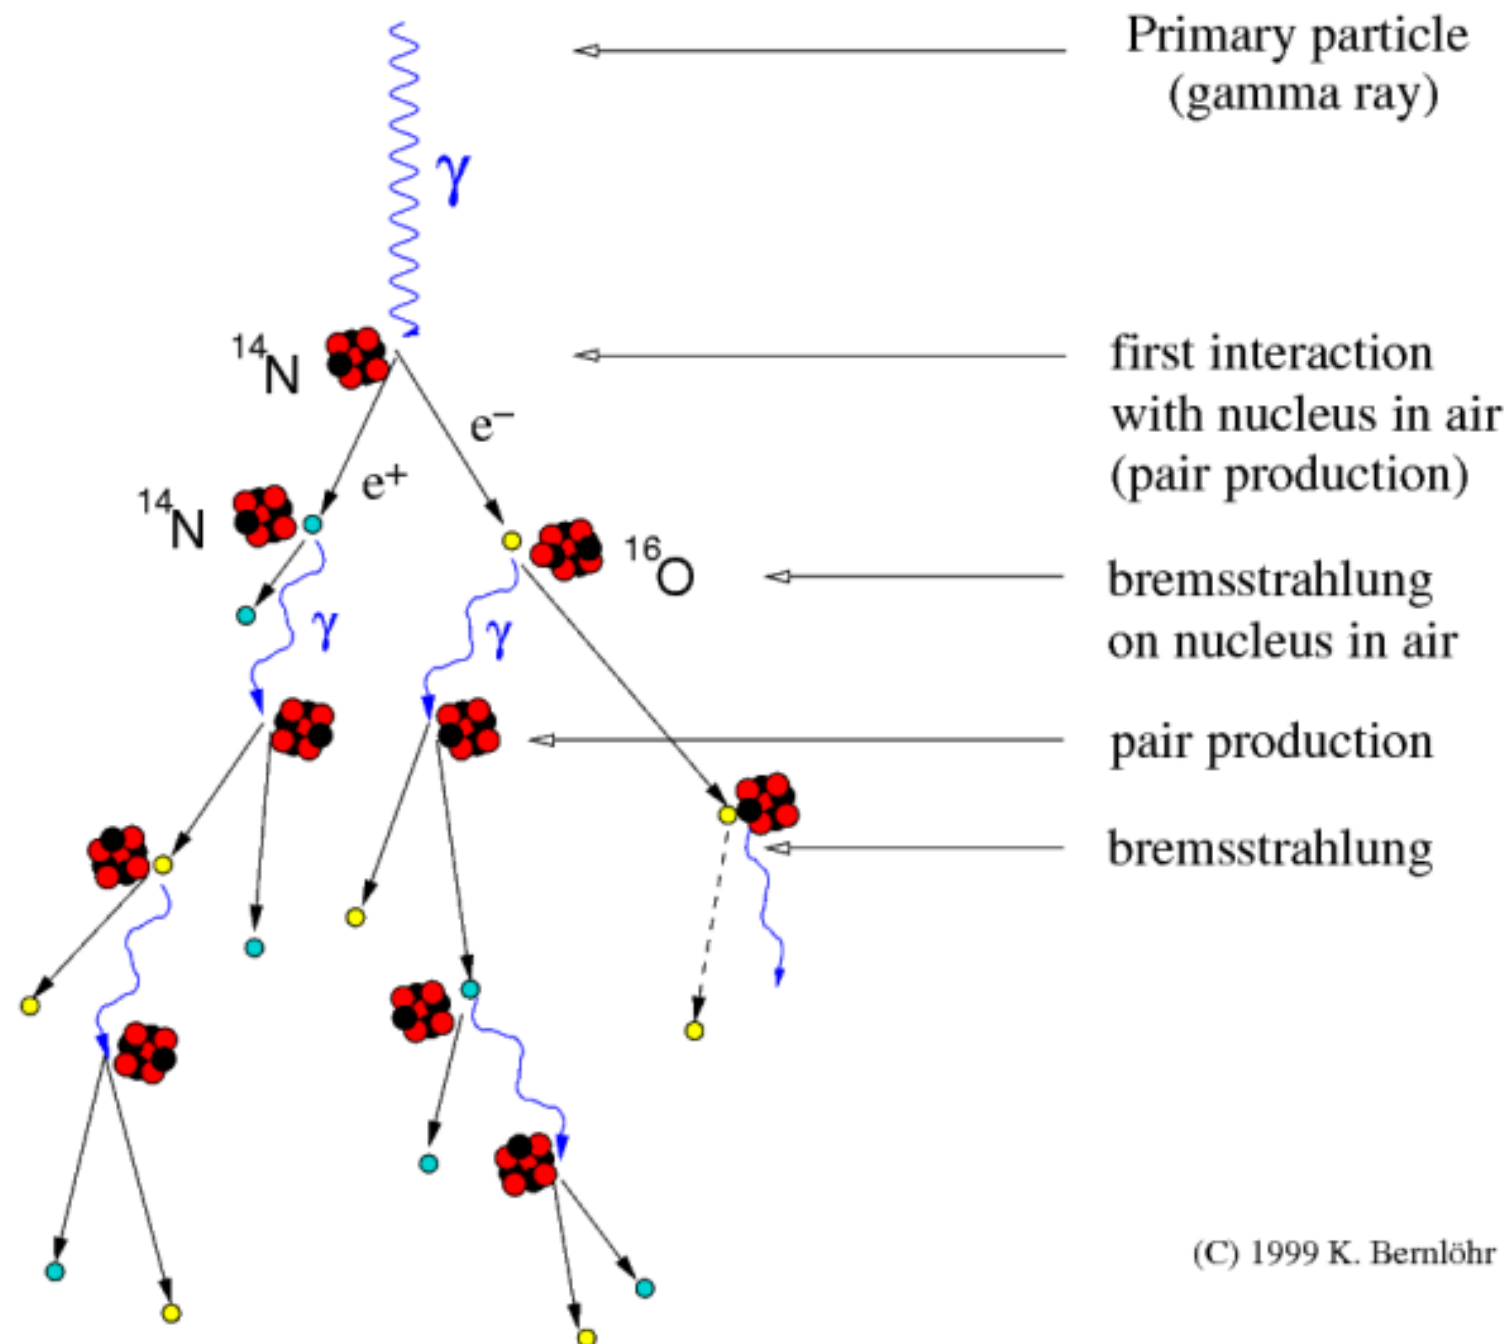 Primary particle
(gamma ray)
γ
first interaction
with nucleus in air
(pair production)
¹⁴N
e⁻
e⁺
¹⁴N
¹⁶O
bremsstrahlung
on nucleus in air
γ
γ
pair production
bremsstrahlung
(C) 1999 K. Bernlöhr